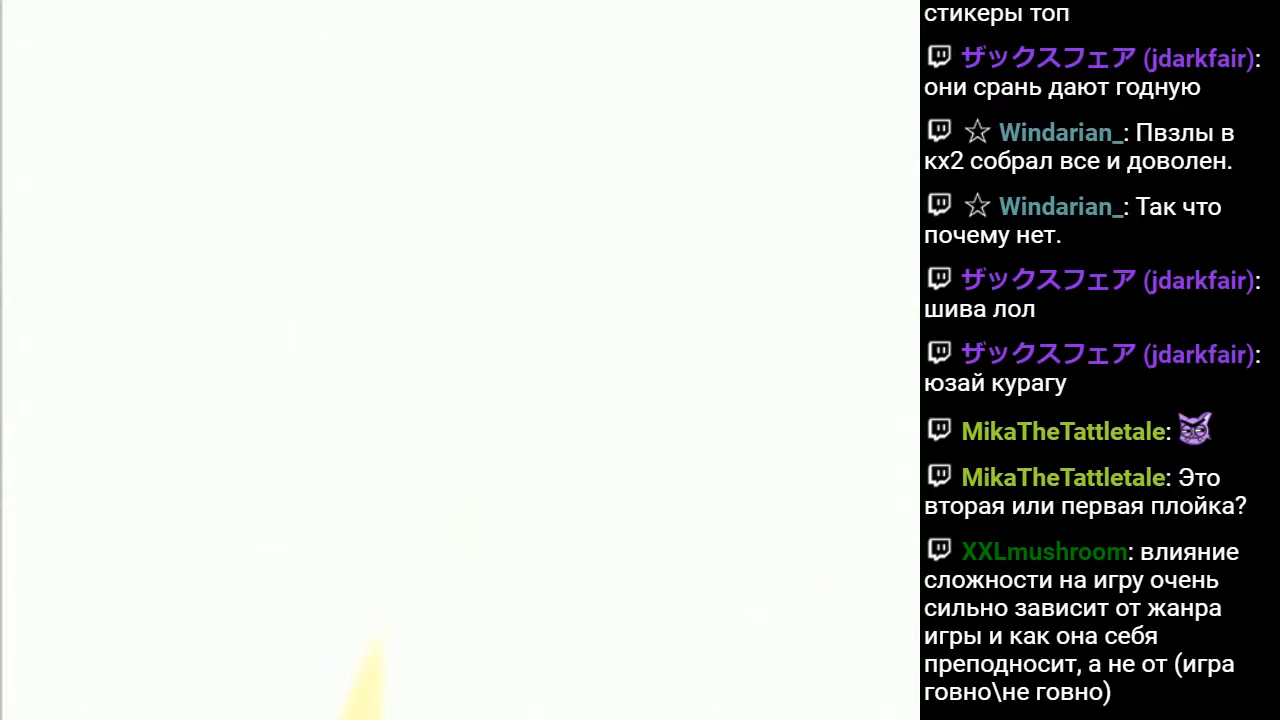 стикеры топ
ザックスフェア (jdarkfair):
они срань дают годную
☆ Windarian_: Пвзлы в
кх2 собрал все и доволен.
☆ Windarian_: Так что
почему нет.
ザックスフェア (jdarkfair):
шива лол
ザックスフェア (jdarkfair):
юзай курагу
MikaTheTattletale:
MikaTheTattletale: Это
вторая или первая плойка?
XXLmushroom: влияние
сложности на игру очень
сильно зависит от жанра
игры и как она себя
преподносит, а не от (игра
говно\не говно)